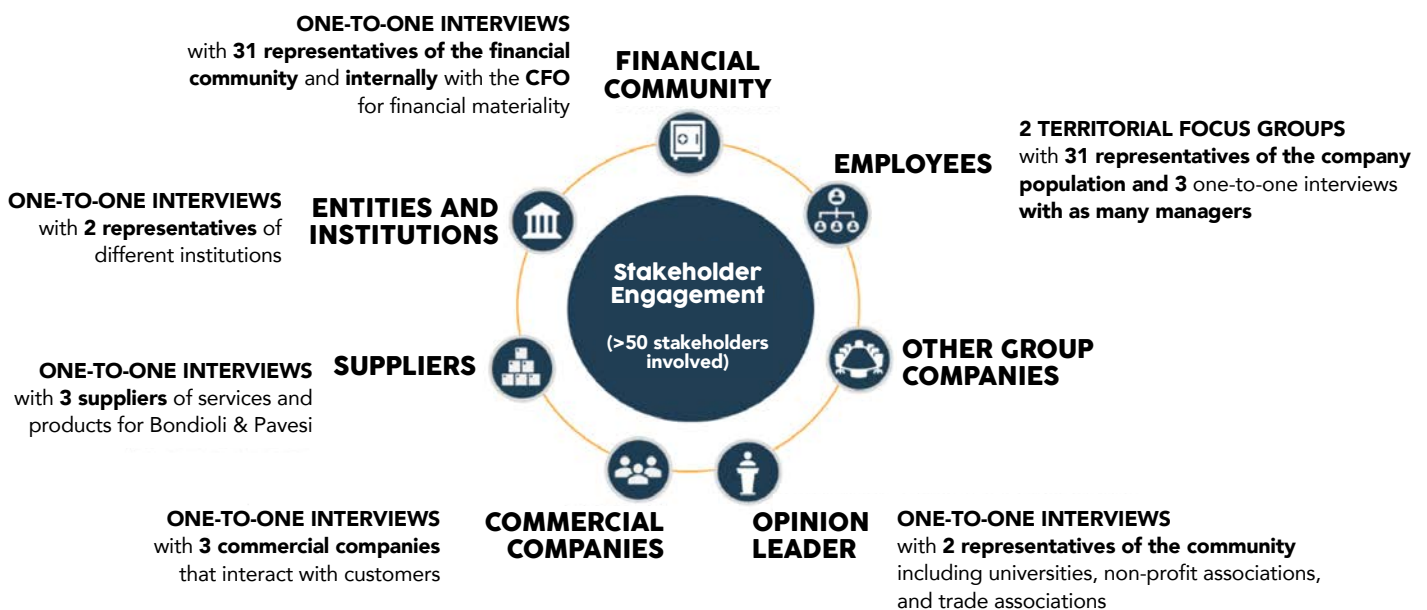 ONE-TO-ONE INTERVIEWS
with 31 representatives of the financial
community and internally with the CFO
for financial materiality
FINANCIAL
COMMUNITY
2 TERRITORIAL FOCUS GROUPS
with 31 representatives of the company
population and 3 one-to-one interviews
with as many managers
EMPLOYEES
ONE-TO-ONE INTERVIEWS
with 2 representatives of
different institutions
ENTITIES AND
INSTITUTIONS
Stakeholder
Engagement
(>50 stakeholders
involved)
OTHER GROUP
COMPANIES
SUPPLIERS
ONE-TO-ONE INTERVIEWS
with 3 suppliers of services and
products for Bondioli & Pavesi
ONE-TO-ONE INTERVIEWS
with 3 commercial companies
that interact with customers
COMMERCIAL
COMPANIES
OPINION
LEADER
ONE-TO-ONE INTERVIEWS
with 2 representatives of the community
including universities, non-profit associations,
and trade associations